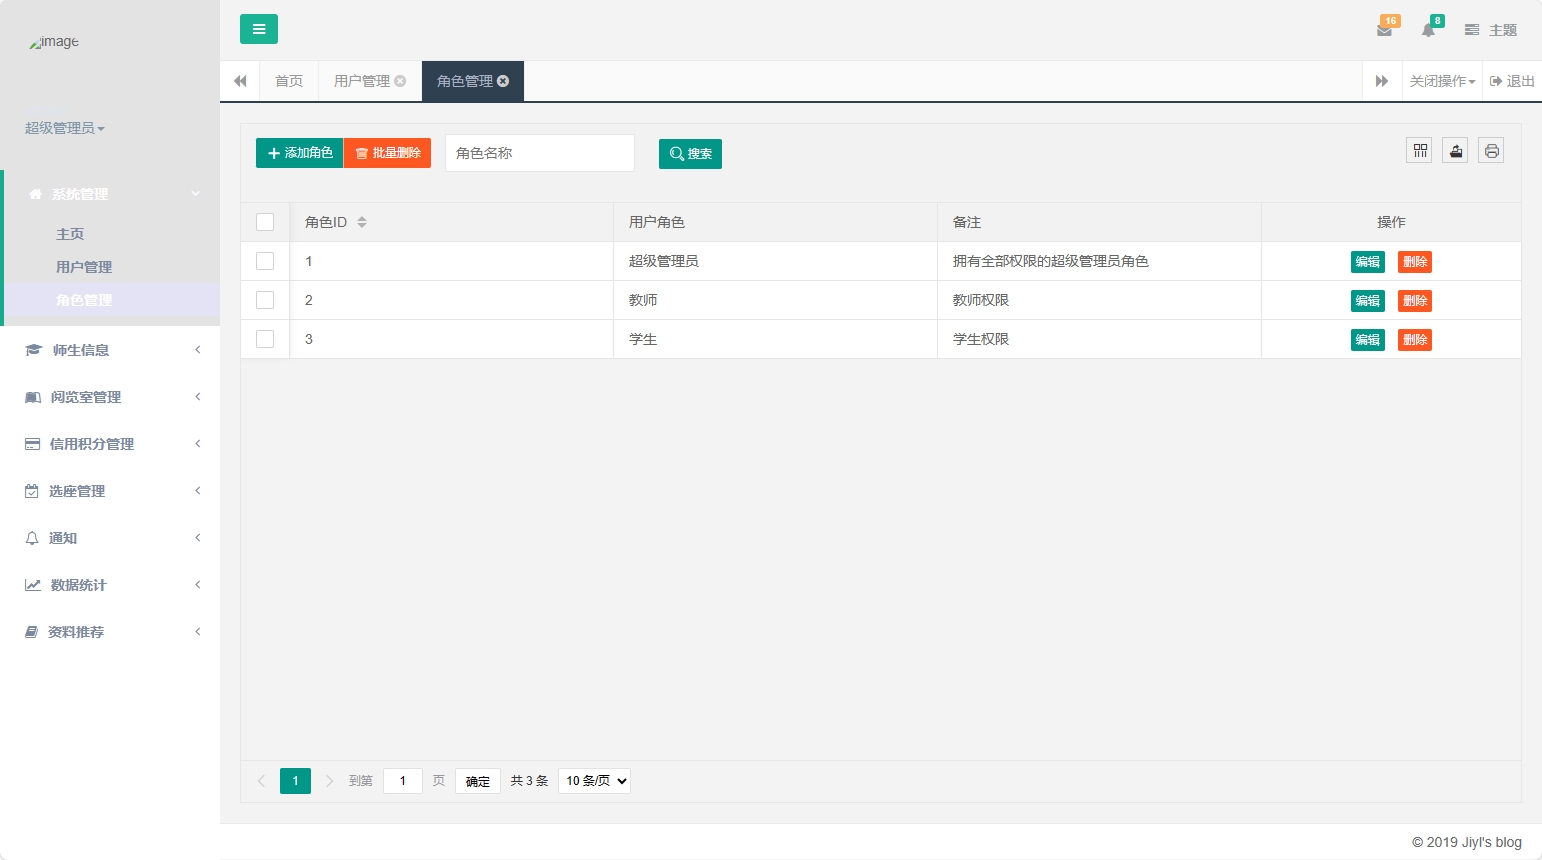 image
16
8
主题
首页
用户管理
角色管理
关闭操作
退出
超级管理员
系统管理
主页
用户管理
角色管理
师生信息
阅览室管理
信用积分管理
选座管理
通知
数据统计
资料推荐
添加角色
批量删除
角色名称
搜索
角色ID 用户角色 备注 操作
1 超级管理员 拥有全部权限的超级管理员角色 编辑 删除
2 教师 教师权限 编辑 删除
3 学生 学生权限 编辑 删除
1 到第 1 页 确定 共 3 条 10 条/页
© 2019 Jiyl's blog